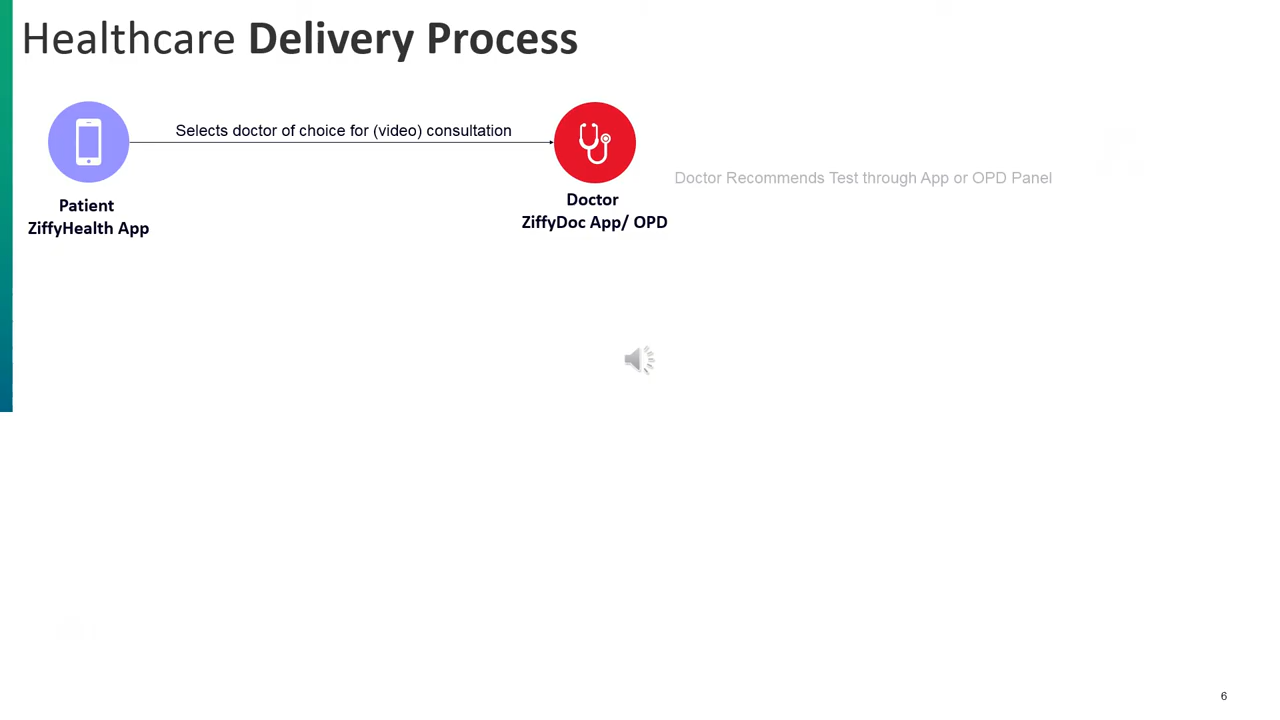 Healthcare Delivery Process
Selects doctor of choice for (video) consultation
Doctor Recommends Test through App or OPD Panel
Patient
ZiffyHealth App
Doctor
ZiffyDoc App/ OPD
6